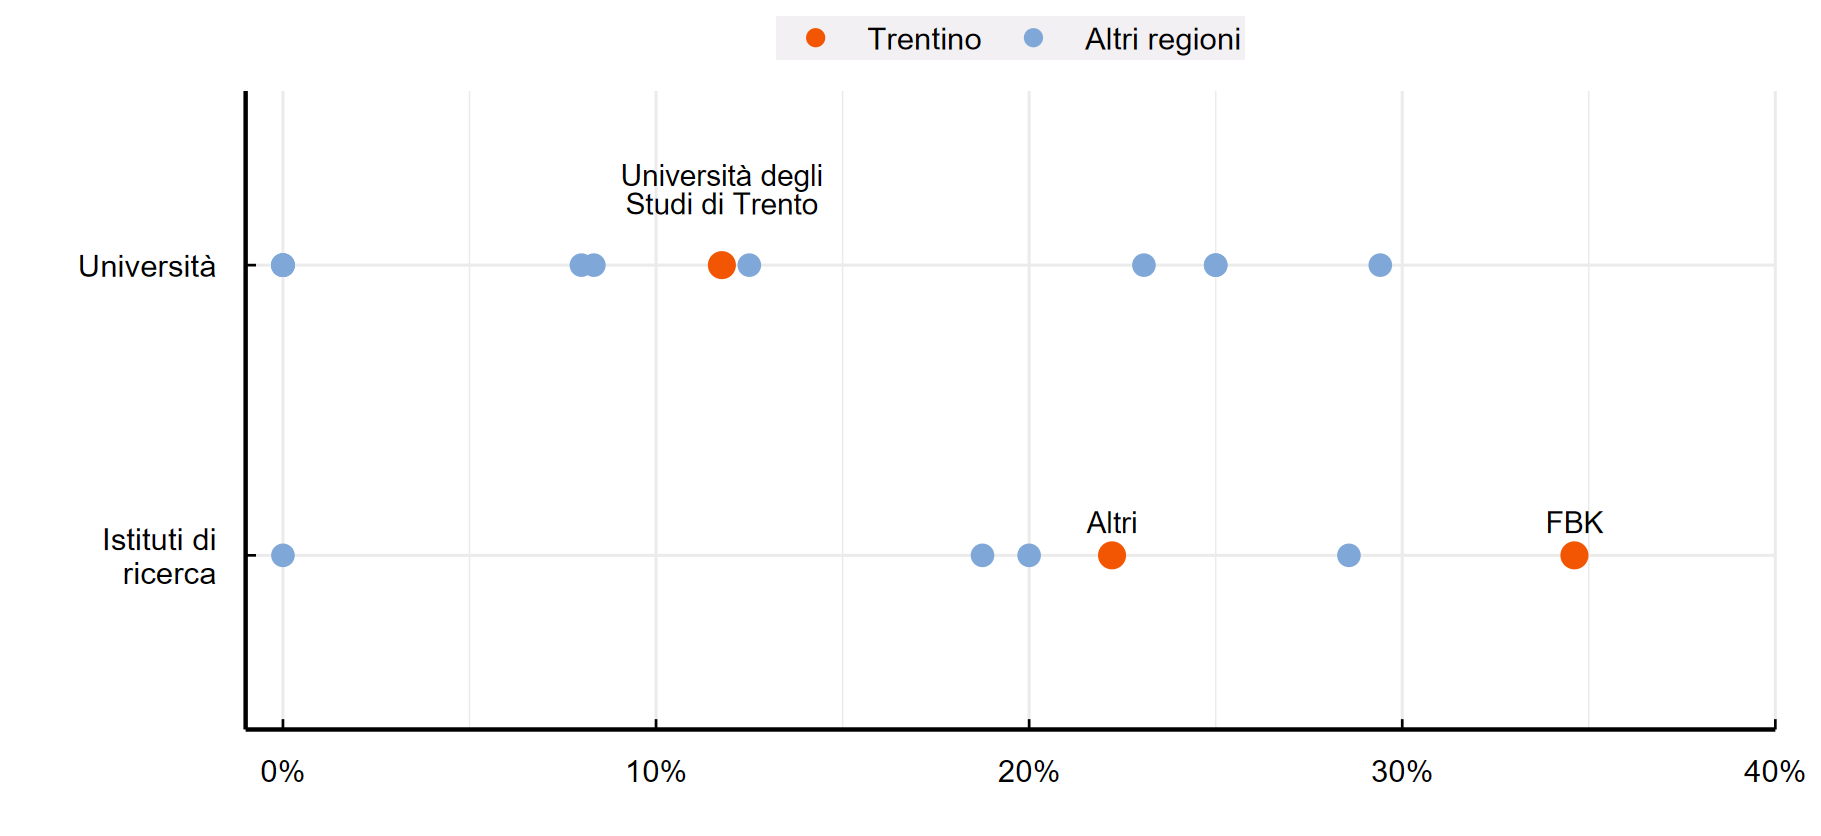 Trentino Altri regioni
Università degli
Studi di Trento
Università
Altri FBK
Istituti di
ricerca
0% 10% 20% 30% 40%